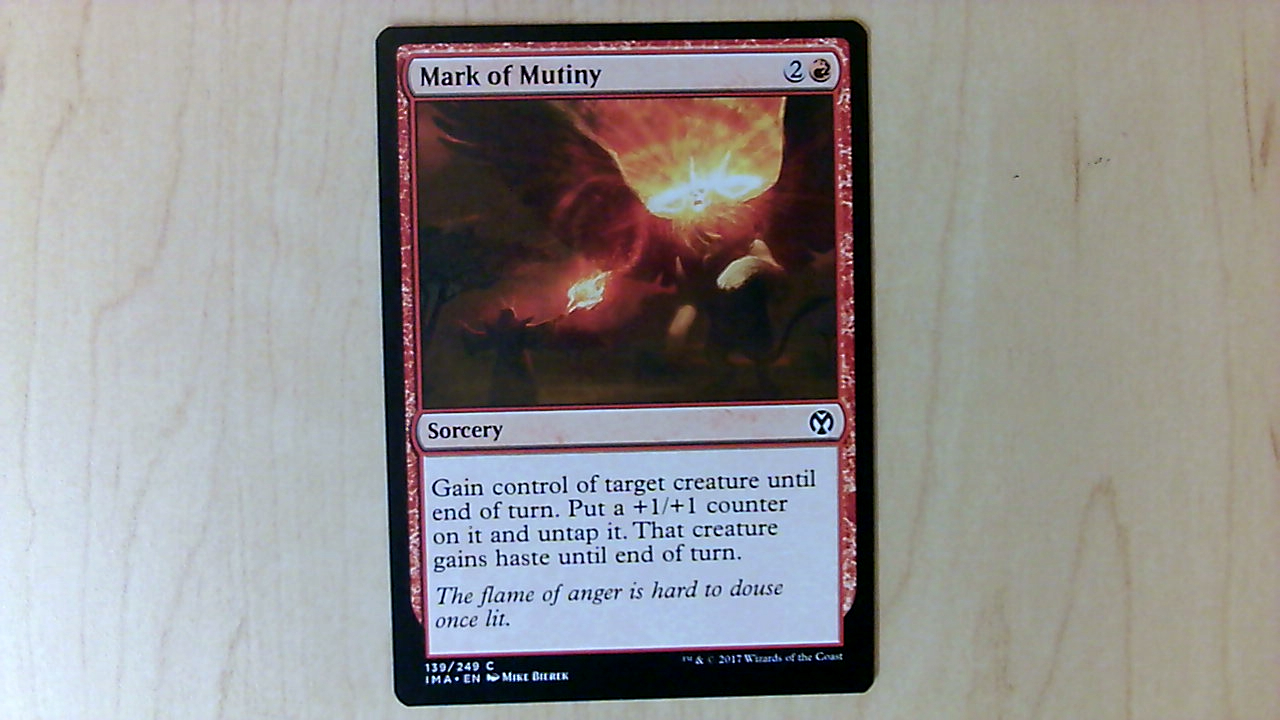 Mark of Mutiny 2
Sorcery
Gain control of target creature until
end of turn. Put a +1/+1 counter
on it and untap it. That creature
gains haste until end of turn.
The flame of anger is hard to douse
once lit.
139/249 C
IMA • EN Mike Bierek
™ & © 2017 Wizards of the Coast